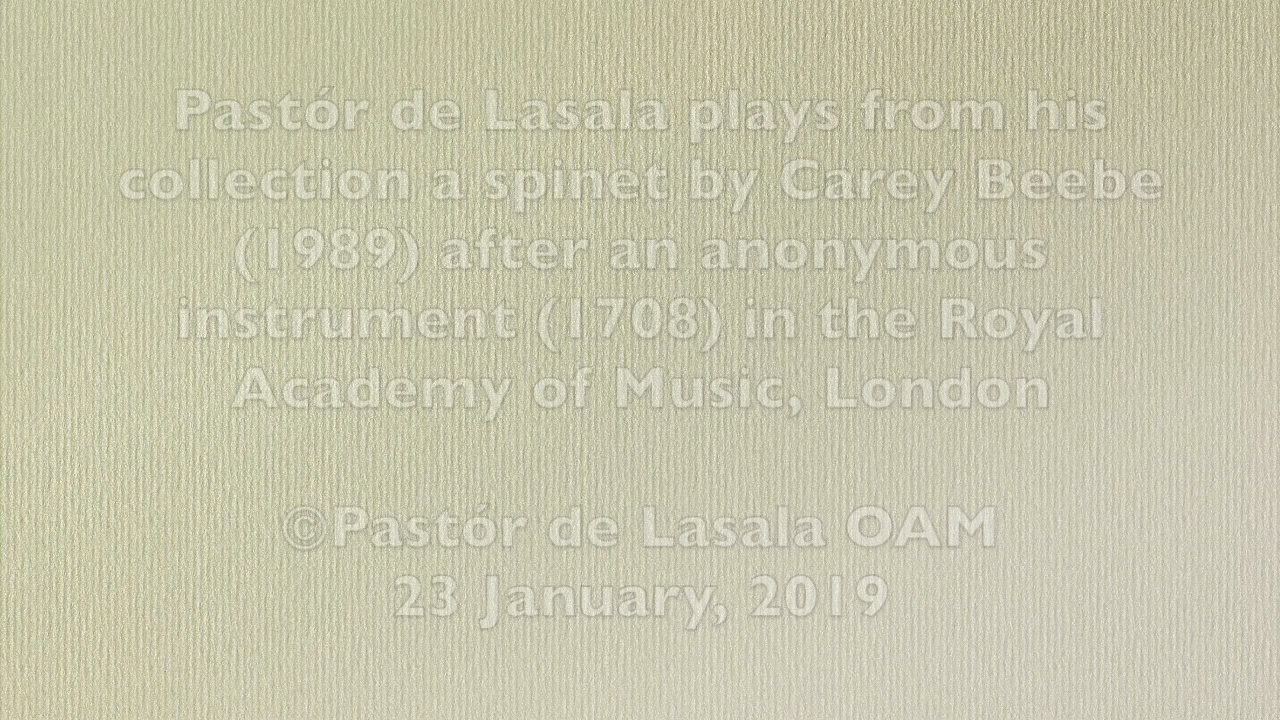 Pastór de Lasala plays from his
collection a spinet by Carey Beebe
(1989) after an anonymous
instrument (1708) in the Royal
Academy of Music, London
©Pastór de Lasala OAM
23 January, 2019